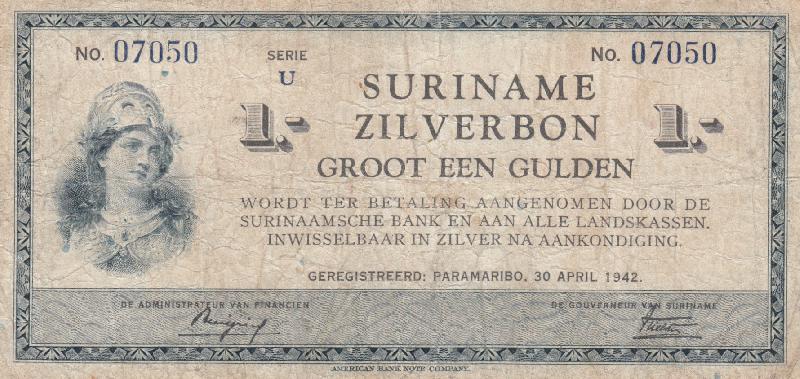 NO. 07050 SERIE NO. 07050
U
SURINAME
1.- ZILVERBON 1.-
GROOT EEN GULDEN
WORDT TER BETALING AANGENOMEN DOOR DE
SURINAAMSCHE BANK EN AAN ALLE LANDSKASSEN.
INWISSELBAAR IN ZILVER NA AANKONDIGING.
GEREGISTREERD: PARAMARIBO, 30 APRIL 1942.
DE ADMINISTRATEUR VAN FINANCIEN DE GOUVERNEUR VAN SURINAME
AMERICAN BANK NOTE COMPANY.